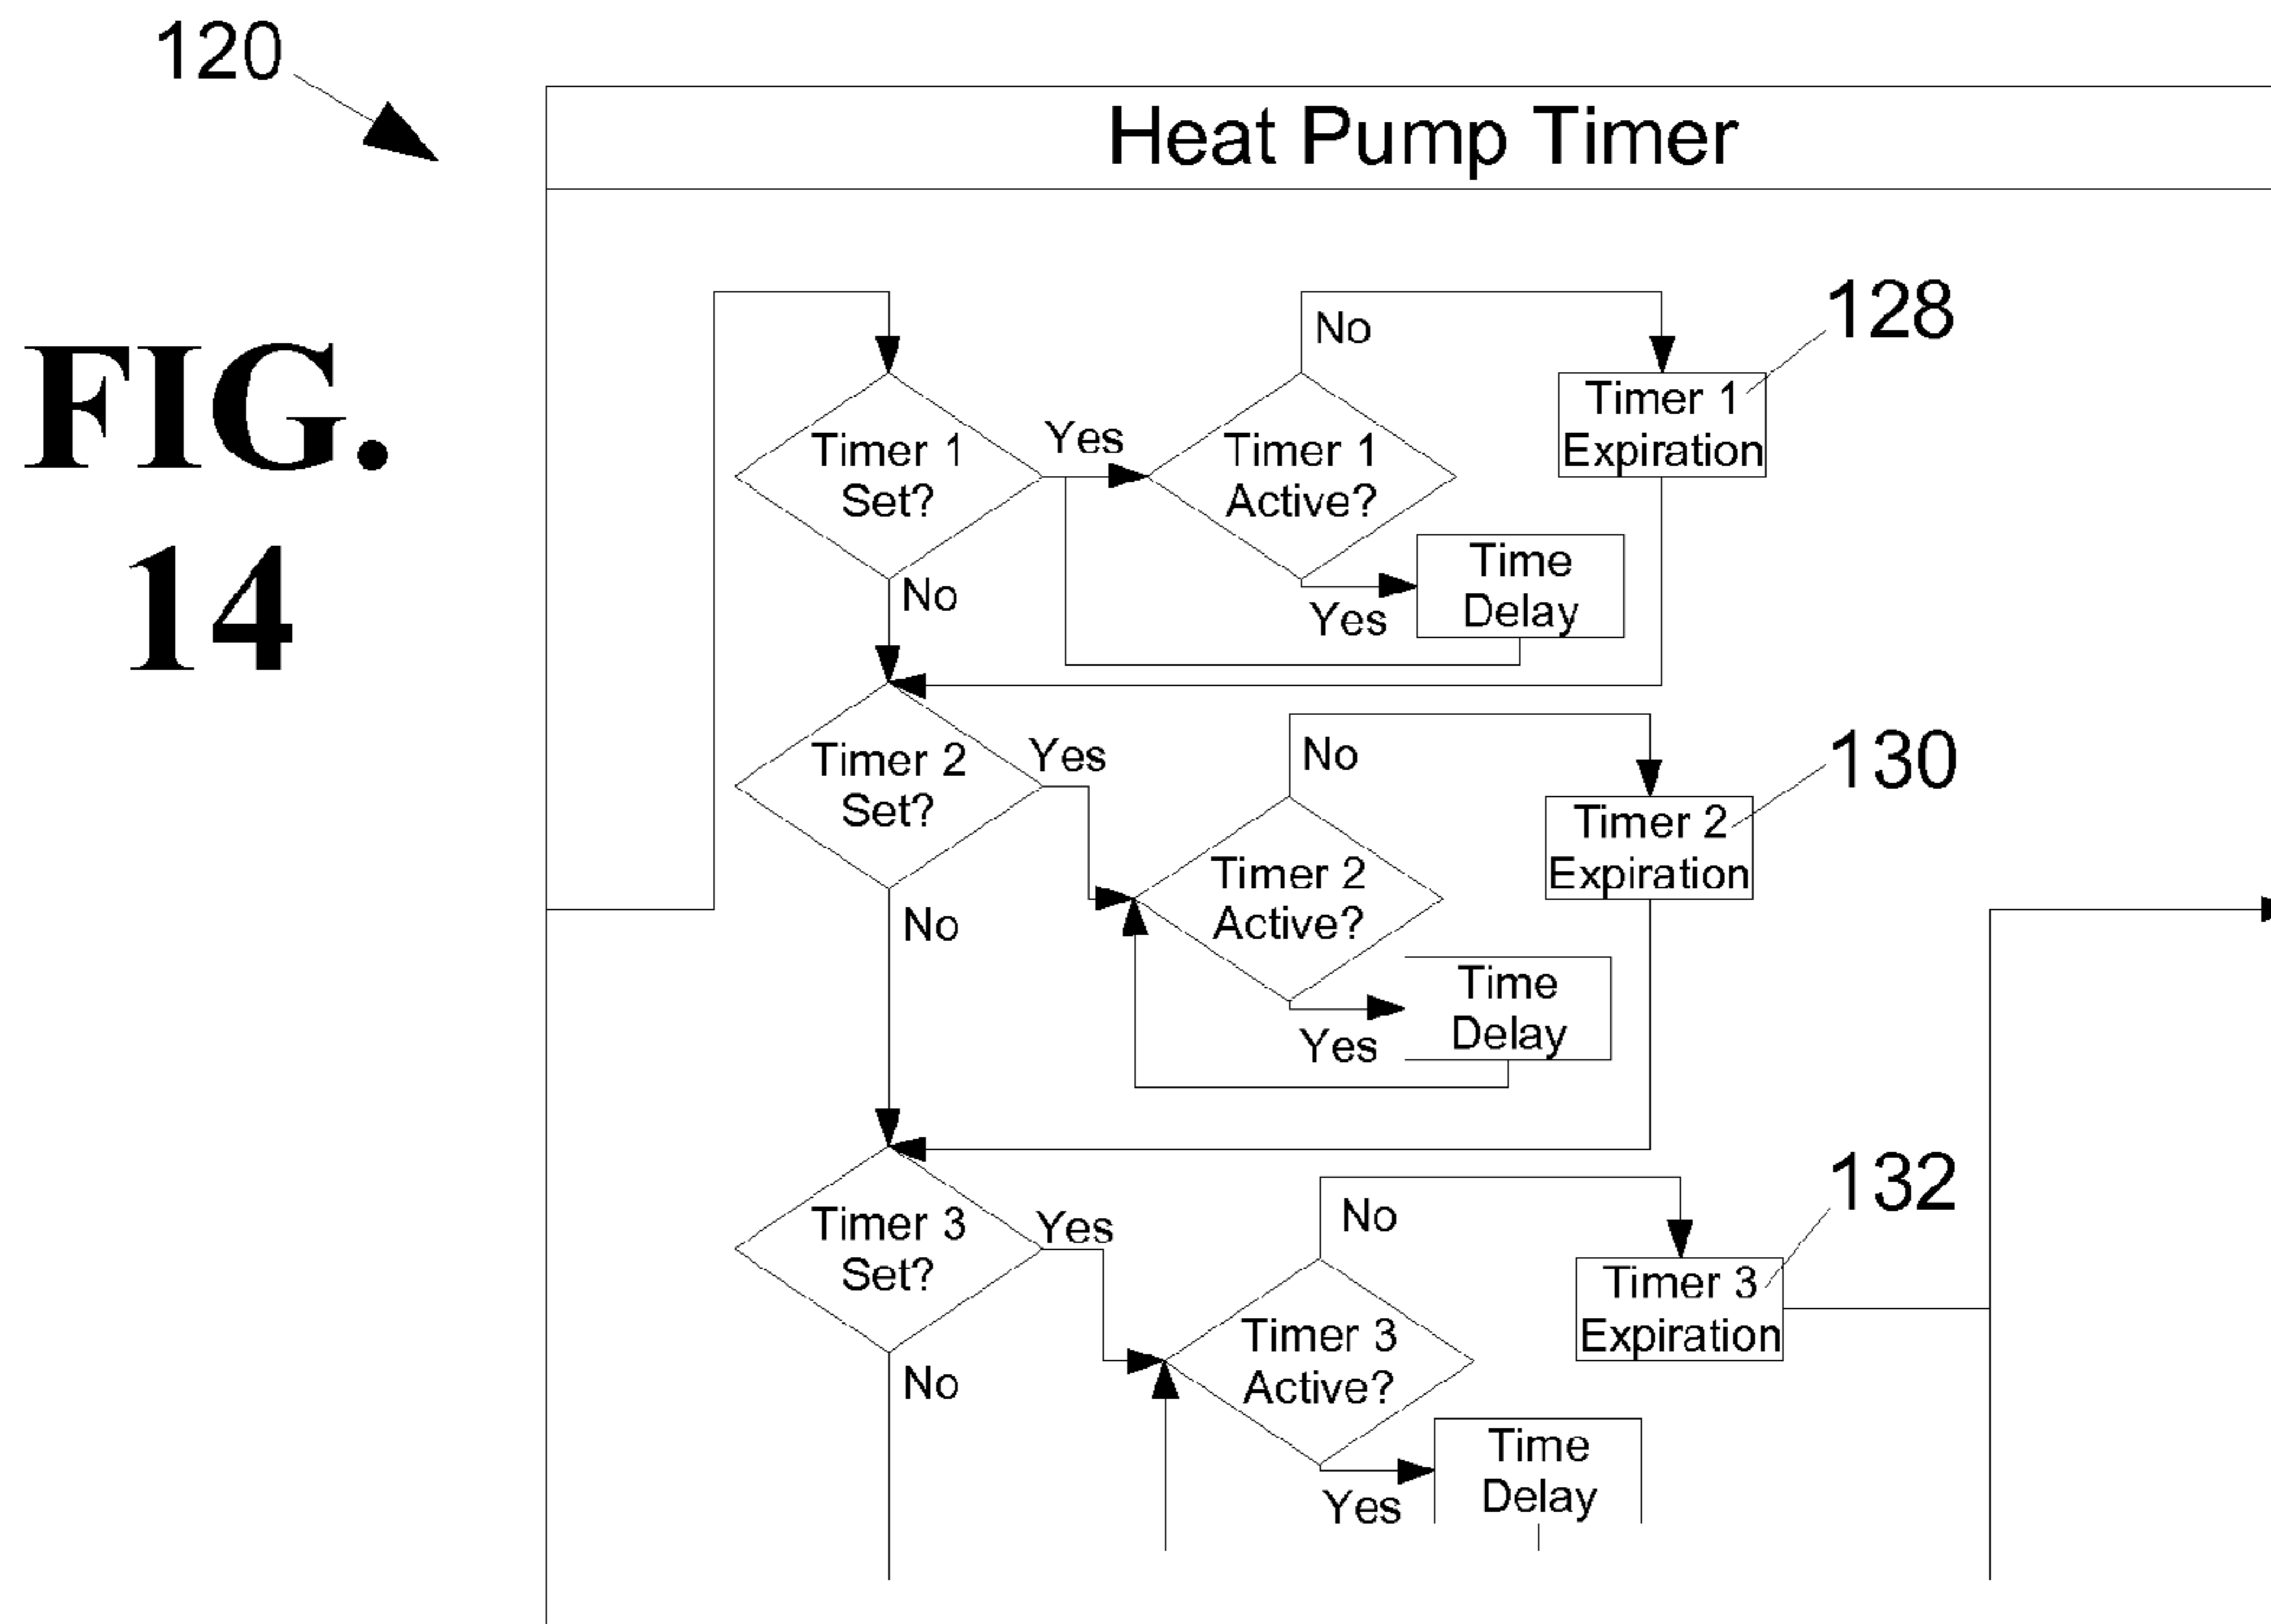 120
Heat Pump Timer
FIG.
14
No
128
Timer 1
Expiration
Timer 1
Set?
Yes
Timer 1
Active?
No
Yes
Time
Delay
130
No
Timer 2
Set?
Yes
Timer 2
Expiration
Timer 2
Active?
No
Yes
Time
Delay
132
No
Timer 3
Set?
Yes
Timer 3
Expiration
Timer 3
Active?
No
Yes
Time
Delay